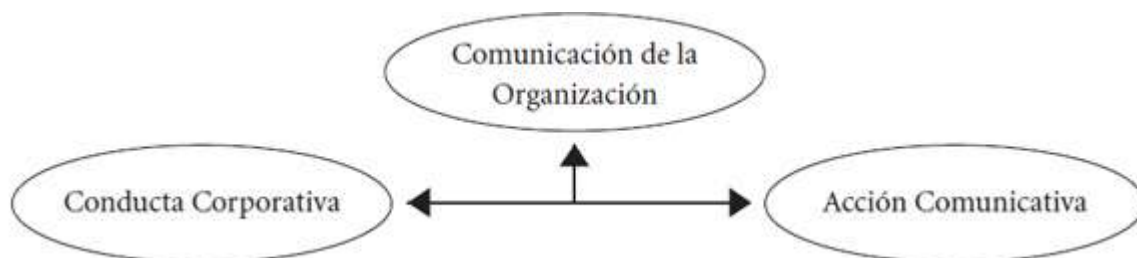 Comunicación de la
Organización
Conducta Corporativa
Acción Comunicativa